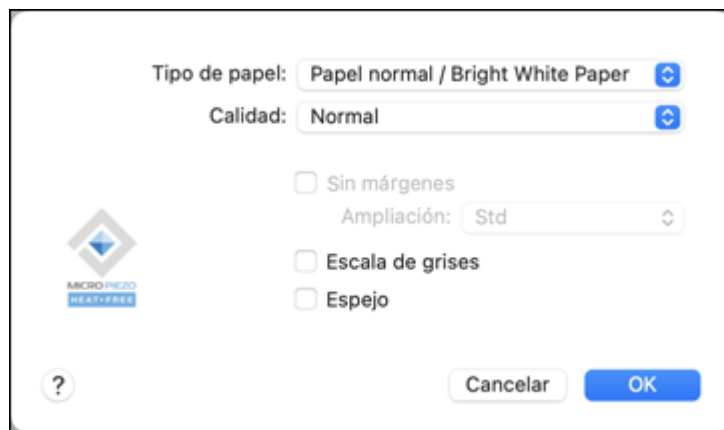 Tipo de papel: Papel normal / Bright White Paper
Calidad: Normal
Sin márgenes
Ampliación: Std
Escala de grises
MICRO PIEZO
HEAT-FREE
Espejo
? Cancelar OK